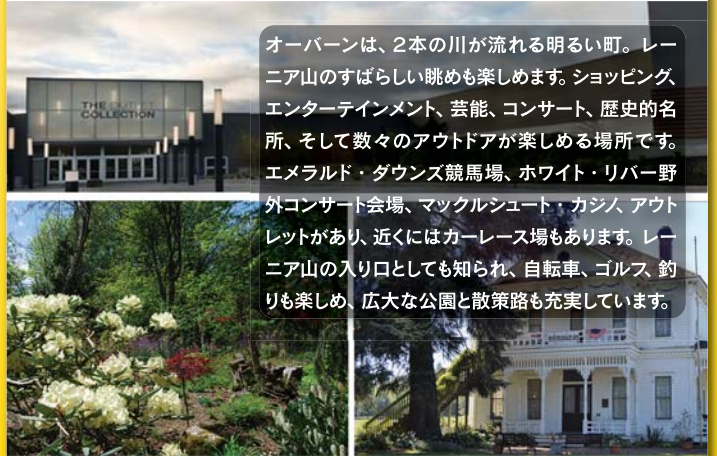 THE OUTLET
COLLECTION
オーバーンは、2本の川が流れる明るい町。レー
ニア山のすばらしい眺めも楽しめます。ショッピング、
エンターテインメント、芸能、コンサート、歴史的名
所、そして数々のアウトドアが楽しめる場所です。
エメラルド・ダウンズ競馬場、ホワイト・リバー野
外コンサート会場、マックルシュート・カジノ、アウト
レットがあり、近くにはカーレース場もあります。レー
ニア山の入り口としても知られ、自転車、ゴルフ、釣
りも楽しめ、広大な公園と散策路も充実しています。